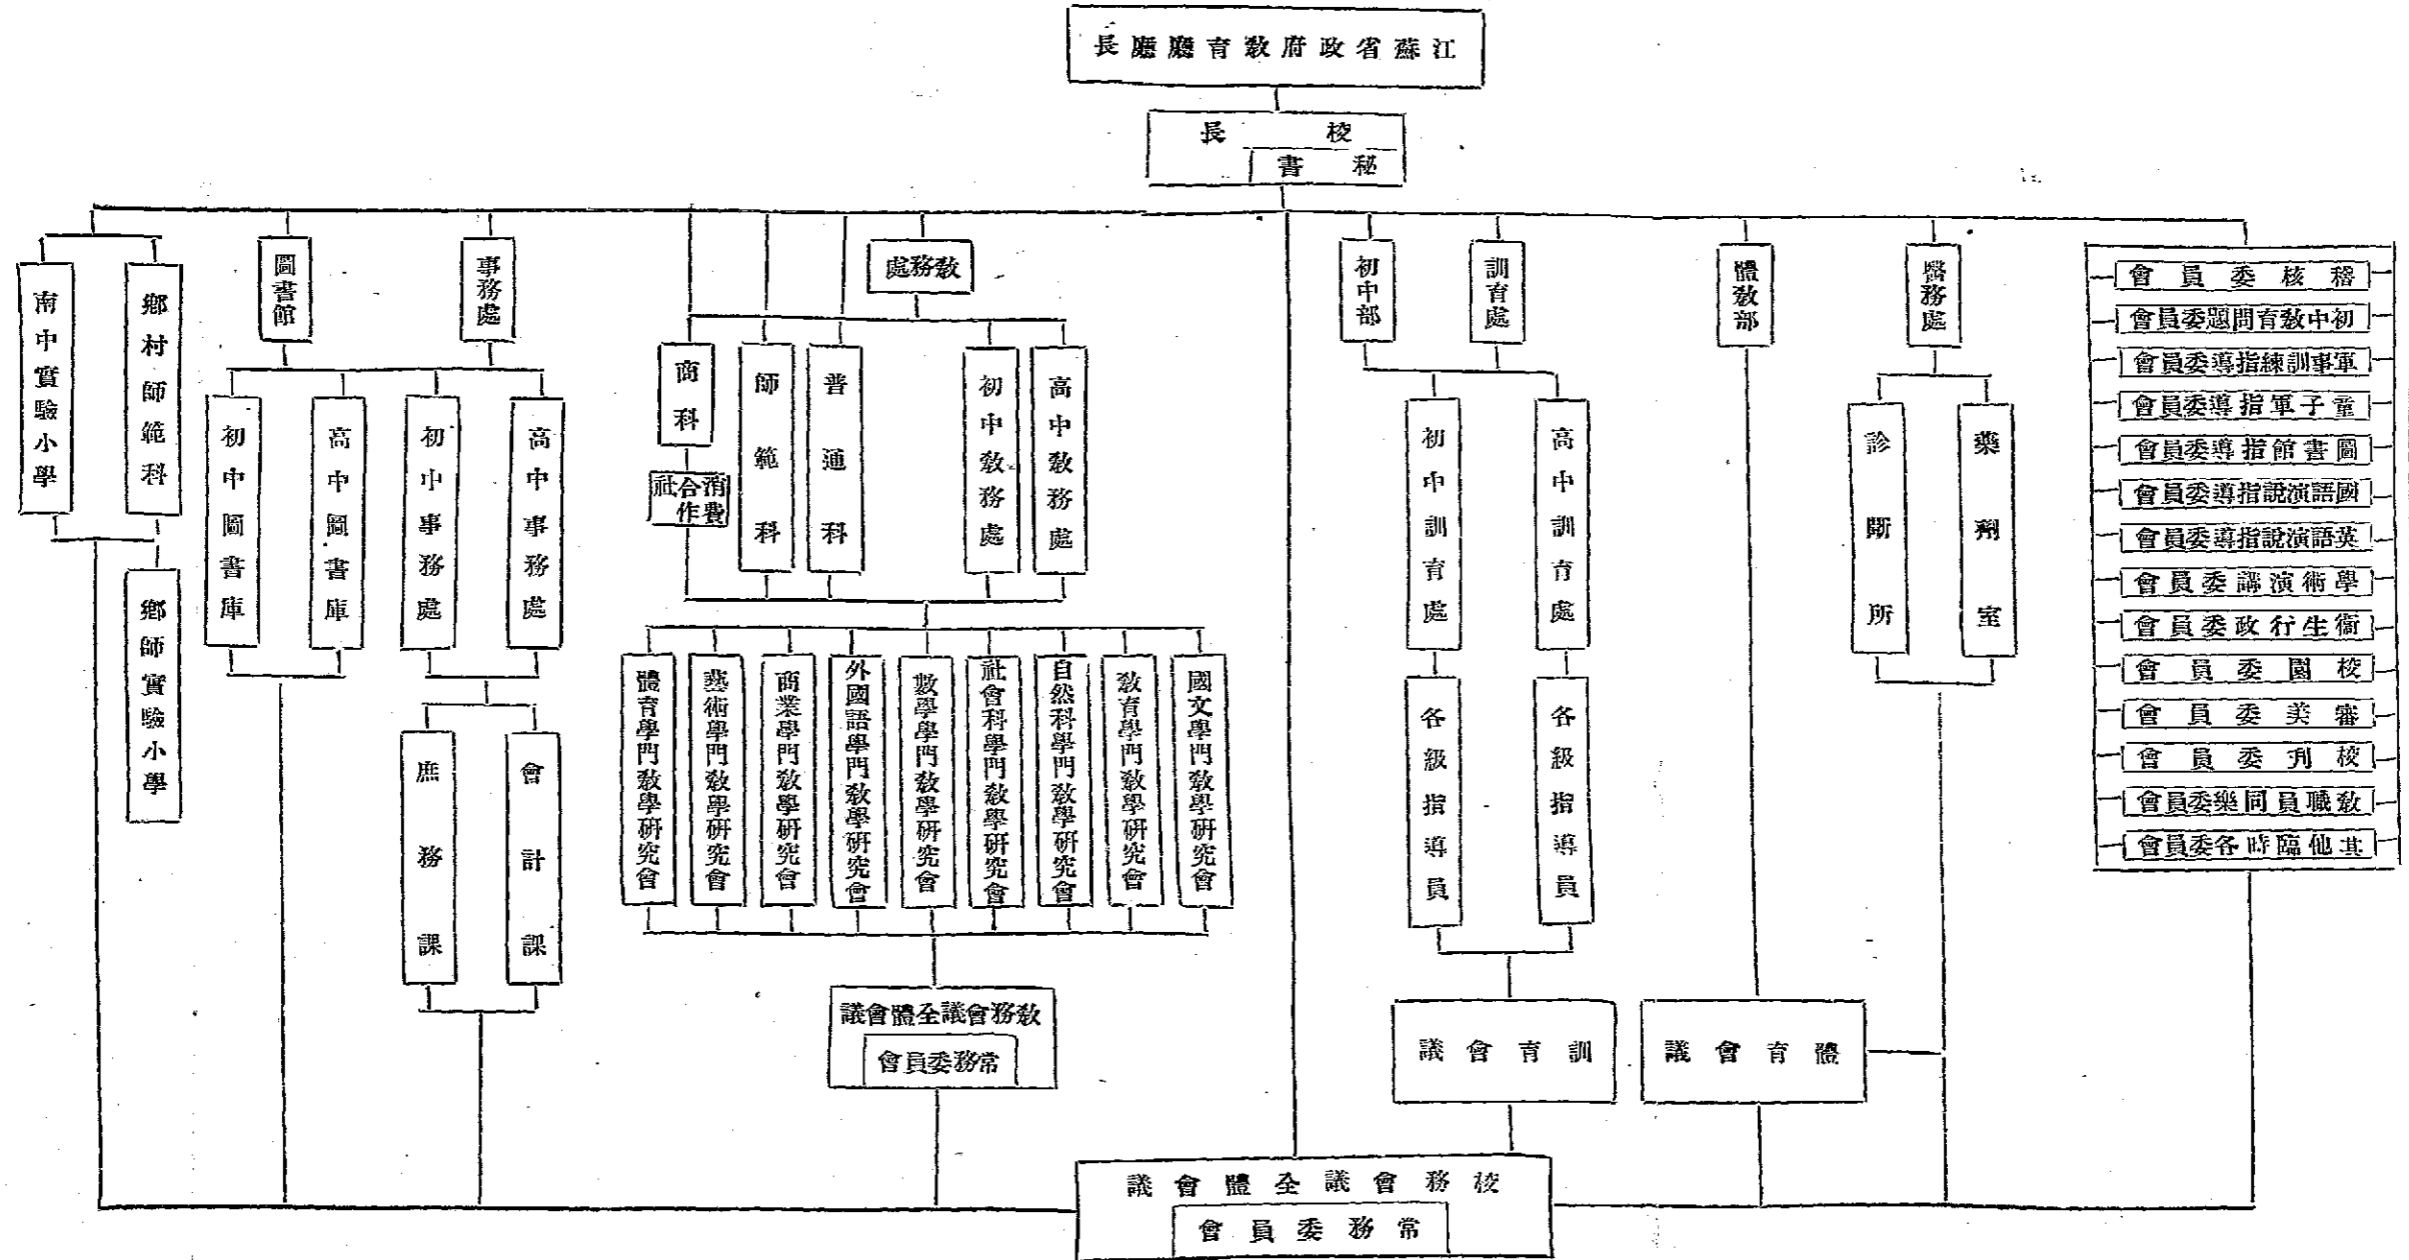 江蘇省政府教育廳廳長
校長
秘書
稽核委員會
初中教育問題委員會
軍事訓練指導委員會
童子軍指導委員會
圖書館指導委員會
國語演說指導委員會
英語演說指導委員會
學術演講委員會
衞生行政委員會
校園委員會
審美委員會
校刋委員會
教職員同樂委員會
其他臨時各委員會
醫務處
藥劑室
診斷所
體教部
體育會議
訓育處
初中部
高中訓育處
初中訓育處
各級指導員
各級指導員
訓育會議
教務處
高中教務處
初中教務處
普通科
師範科
商科
消費合作社
國文學門教學研究會
教育學門教學研究會
自然科學門教學研究會
社會科學門教學研究會
數學學門教學研究會
外國語學門教學研究會
商業學門教學研究會
藝術學門教學研究會
體育學門教學研究會
教務會議全體會議
常務委員會
事務處
高中事務處
初中事務處
會計課
庶務課
圖書館
高中圖書庫
初中圖書庫
鄉村師範科
南中實驗小學
鄉師實驗小學
校務會議全體會議
常務委員會